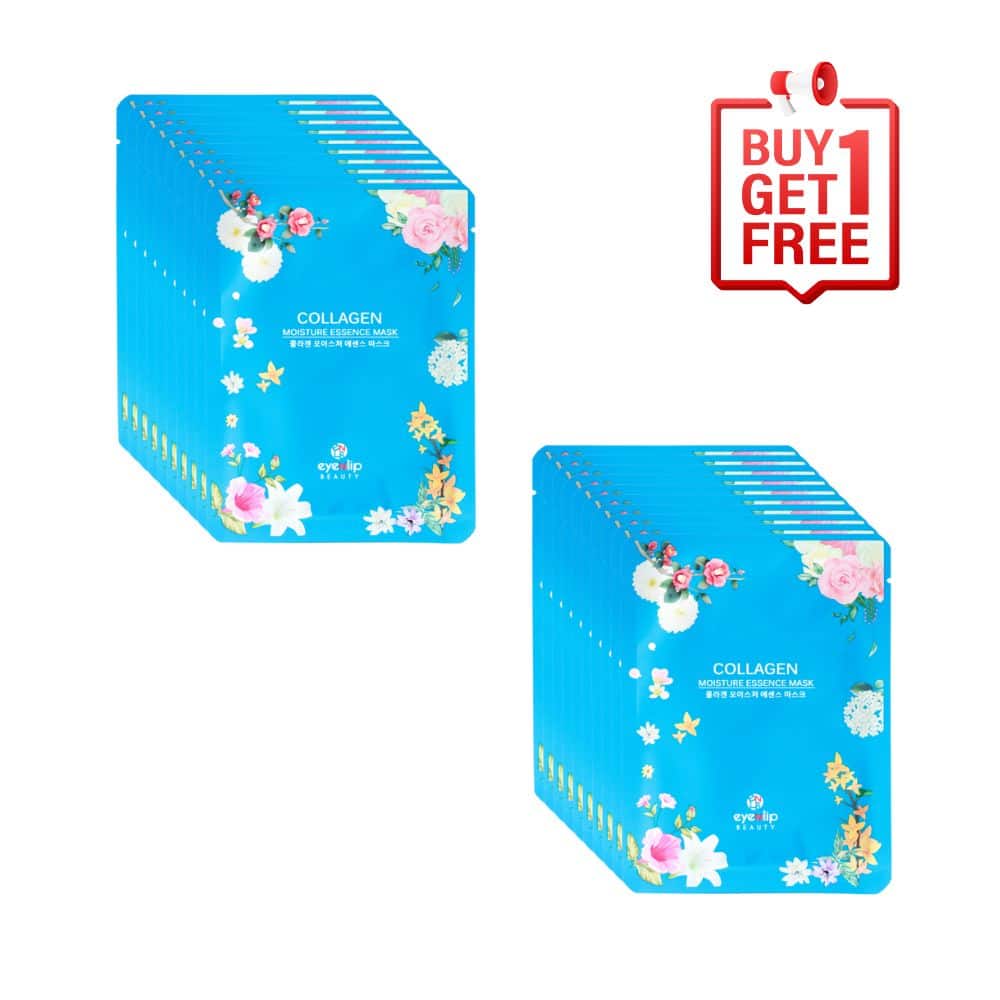 BUY 1
GET
FREE
COLLAGEN
MOISTURE ESSENCE MASK
콜라겐 모이스처 에센스 마스크
eyenlip
BEAUTY
COLLAGEN
MOISTURE ESSENCE MASK
콜라겐 모이스처 에센스 마스크
eyenlip
BEAUTY